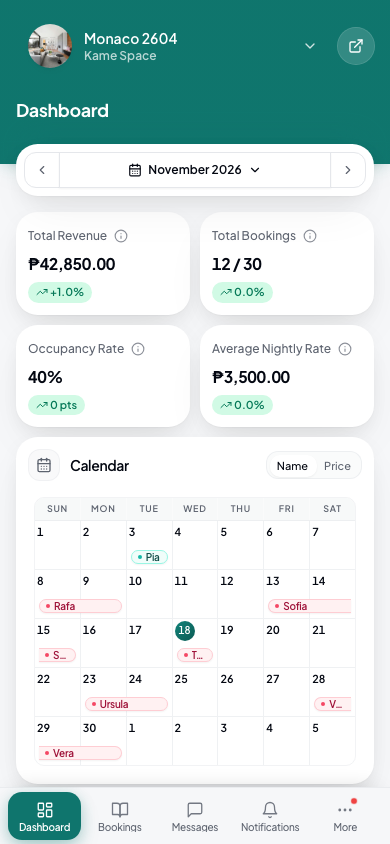 Monaco 2604
Kame Space
Dashboard
November 2026
Total Revenue
₱42,850.00
+1.0%
Total Bookings
12 / 30
0.0%
Occupancy Rate
40%
0 pts
Average Nightly Rate
₱3,500.00
0.0%
Calendar
Name Price
SUN MON TUE WED THU FRI SAT
1 2 3 4 5 6 7
Pia
8 9 10 11 12 13 14
Rafa Sofia
15 16 17 18 19 20 21
S... T...
22 23 24 25 26 27 28
Ursula V...
29 30 1 2 3 4 5
Vera
Dashboard Bookings Messages Notifications More